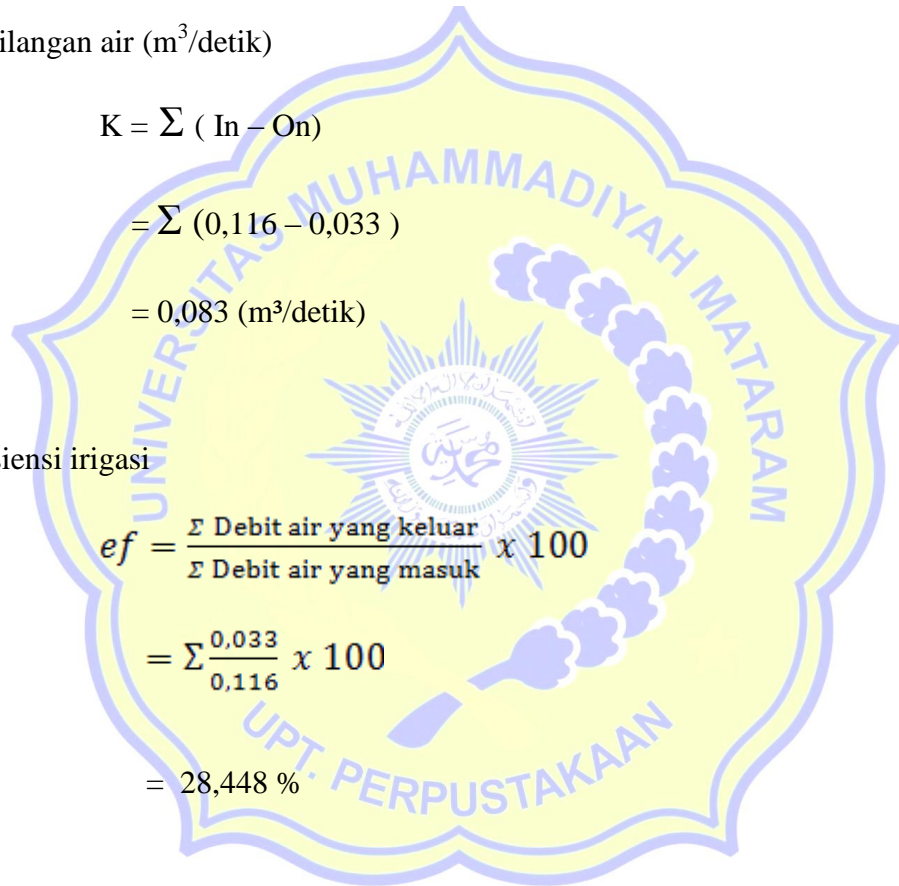 ilangan air (m³/detik)
K = Σ ( In – On)
= Σ (0,116 – 0,033 )
= 0,083 (m³/detik)
siensi irigasi
ef = Σ Debit air yang keluar / Σ Debit air yang masuk x 100
= Σ 0,033 / 0,116 x 100
= 28,448 %
UNIVERSITAS MUHAMMADIYAH MATARAM
UPT. PERPUSTAKAAN